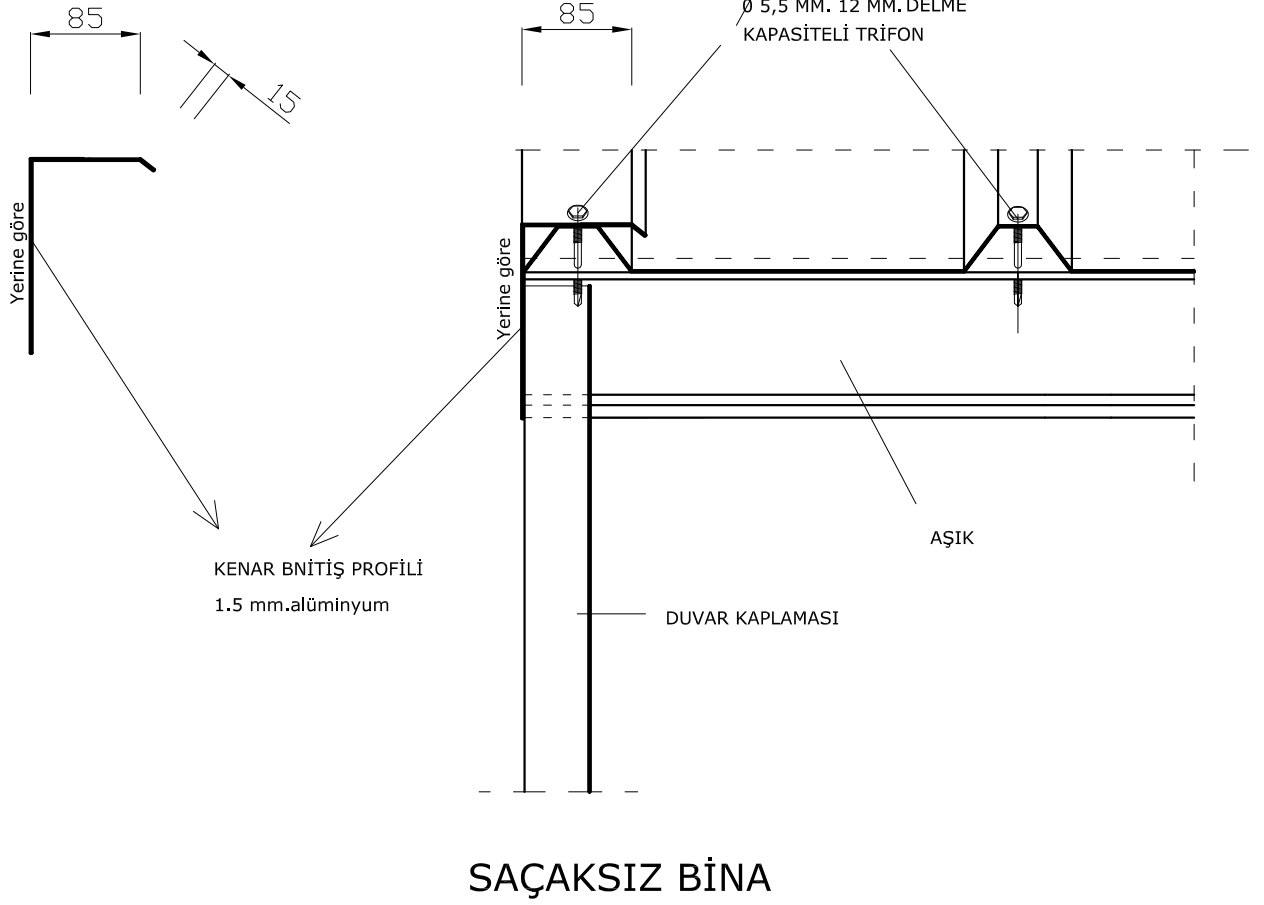 85
15
85
Ø 5,5 MM. 12 MM. DELME
KAPASİTELİ TRİFON
Yerine göre
Yerine göre
KENAR BNİTİŞ PROFİLİ
1.5 mm.alüminyum
AŞIK
DUVAR KAPLAMASI
SAÇAKSIZ BİNA